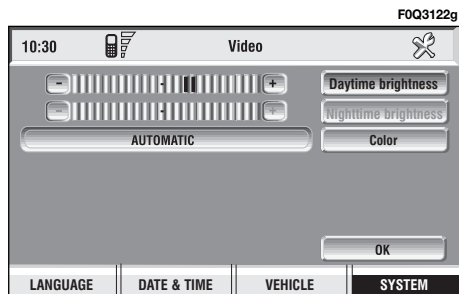 F0Q3122g
10:30 Video
- + Daytime brightness
- + Nighttime brightness
AUTOMATIC Color
OK
LANGUAGE DATE & TIME VEHICLE SYSTEM